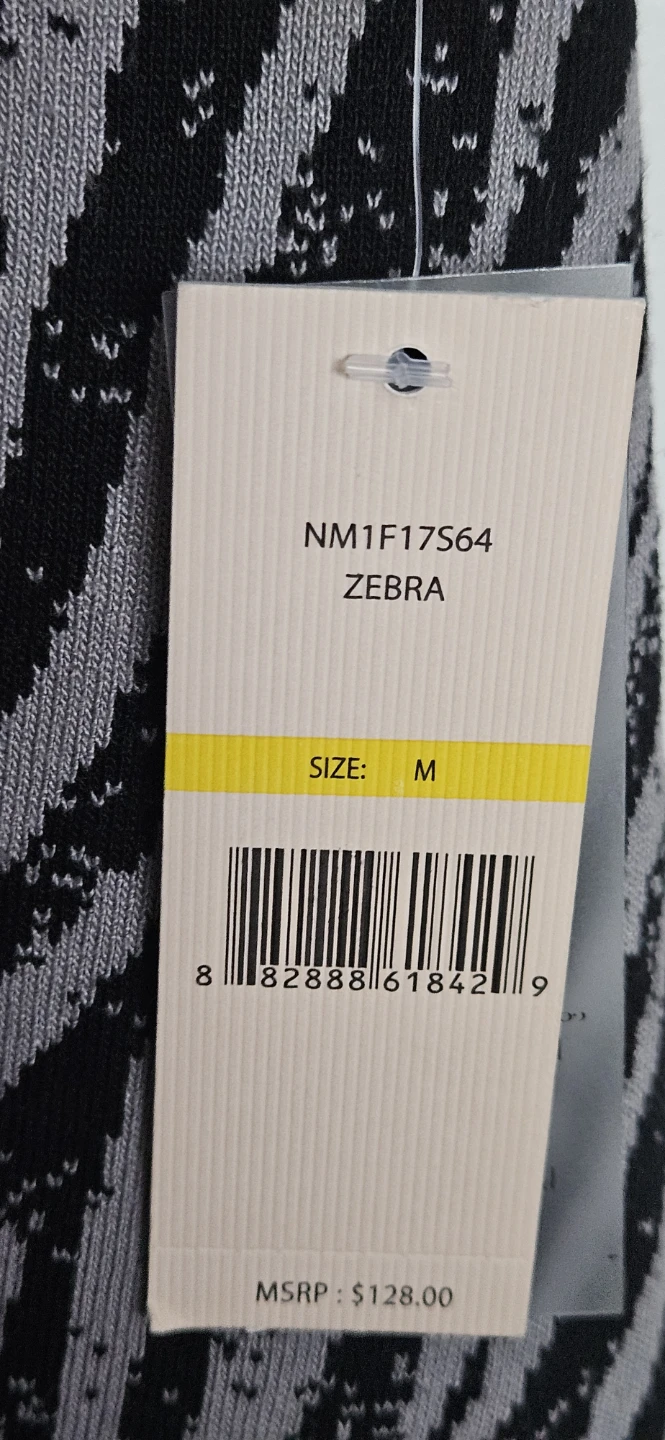 NM1F17S64
ZEBRA
SIZE: M
8 82888 61842 9
MSRP : $128.00